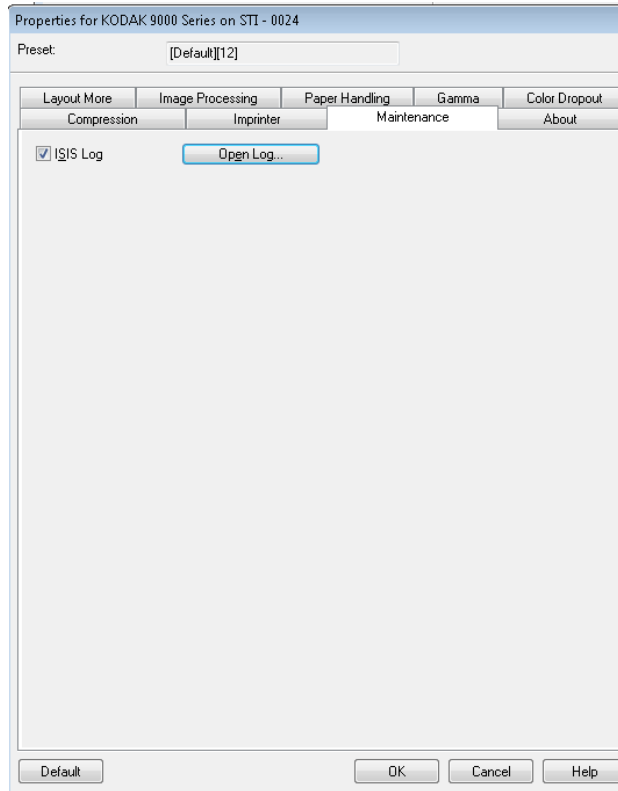 Properties for KODAK 9000 Series on STI - 0024
Preset: [Default][12]
Layout More Image Processing Paper Handling Gamma Color Dropout
Compression Imprinter Maintenance About
ISIS Log Open Log...
Default OK Cancel Help